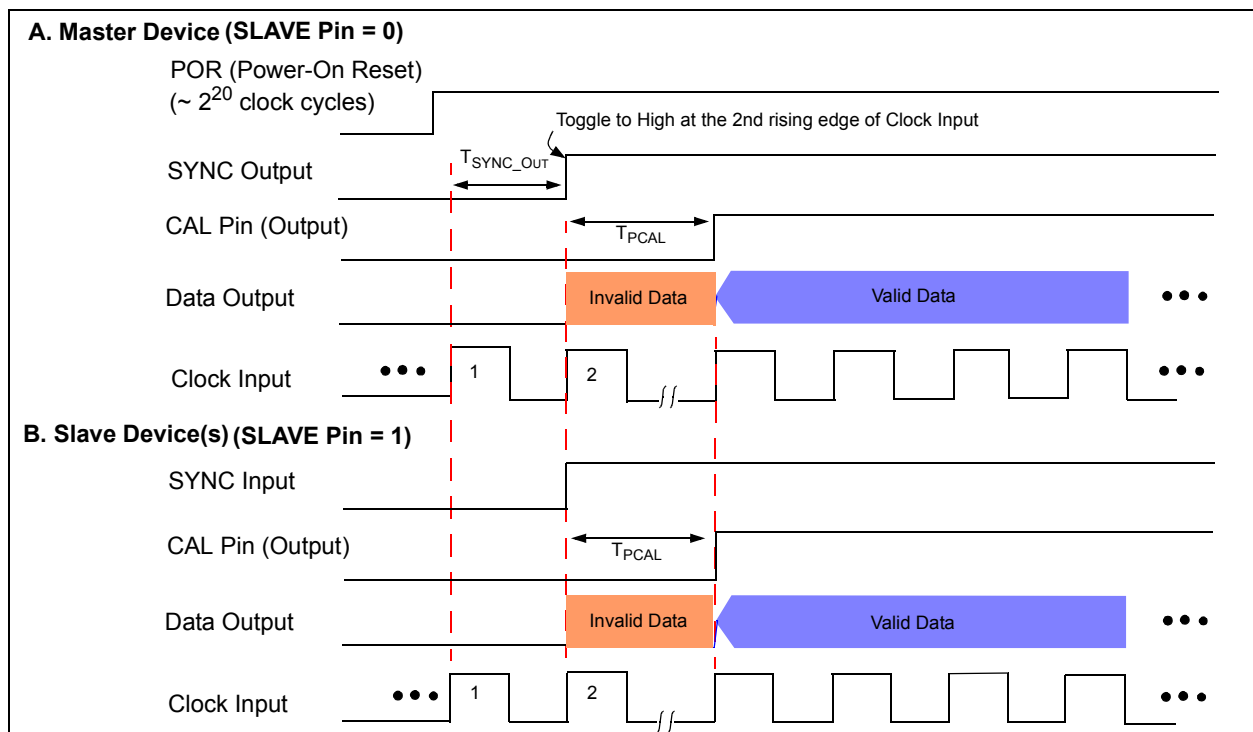 A. Master Device (SLAVE Pin = 0)
POR (Power-On Reset)
(~ 2^20 clock cycles)
Toggle to High at the 2nd rising edge of Clock Input
T_SYNC_OUT
SYNC Output
CAL Pin (Output)
T_PCAL
Data Output
Invalid Data
Valid Data
Clock Input
1
2
B. Slave Device(s) (SLAVE Pin = 1)
SYNC Input
CAL Pin (Output)
T_PCAL
Data Output
Invalid Data
Valid Data
Clock Input
1
2